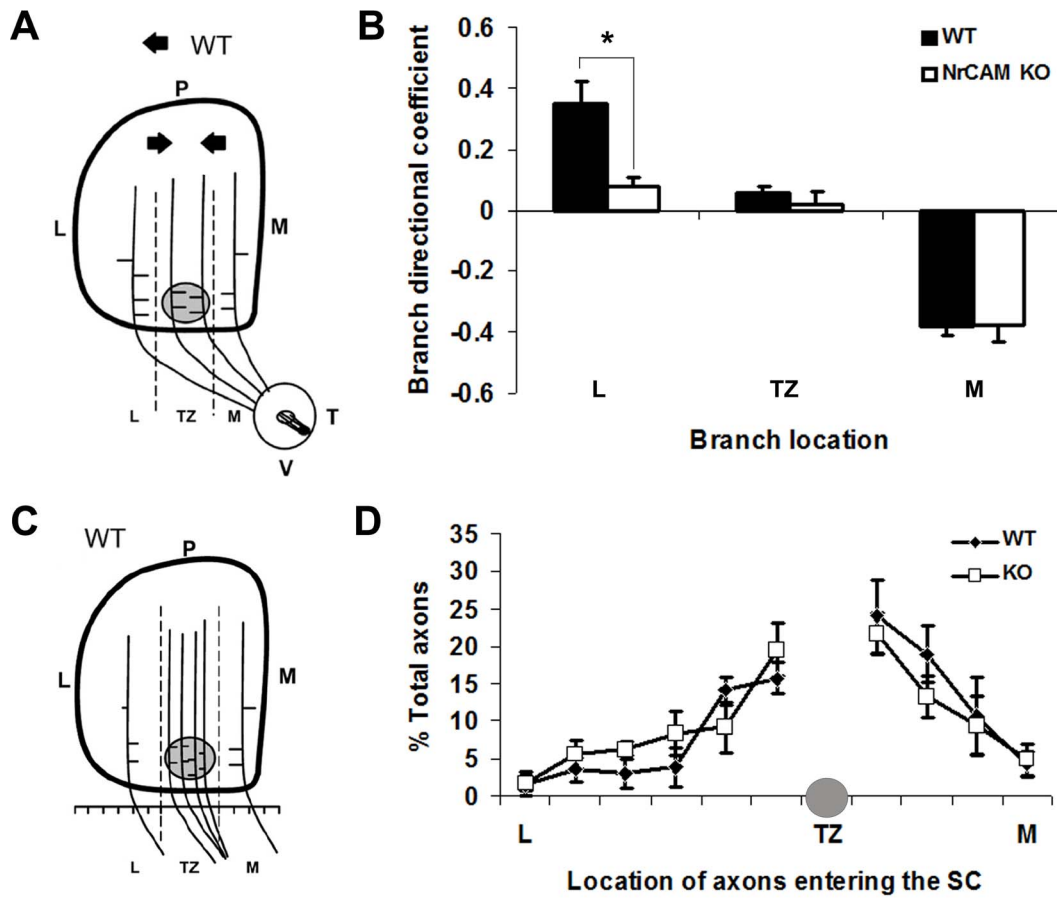 A
WT
P
L
M
L TZ M
T
V
B
Branch directional coefficient
0.6
0.4
0.2
0
-0.2
-0.4
-0.6
*
WT
NrCAM KO
L TZ M
Branch location
C
WT
P
L
M
L TZ M
D
% Total axons
35
30
25
20
15
10
5
0
WT
KO
L TZ M
Location of axons entering the SC